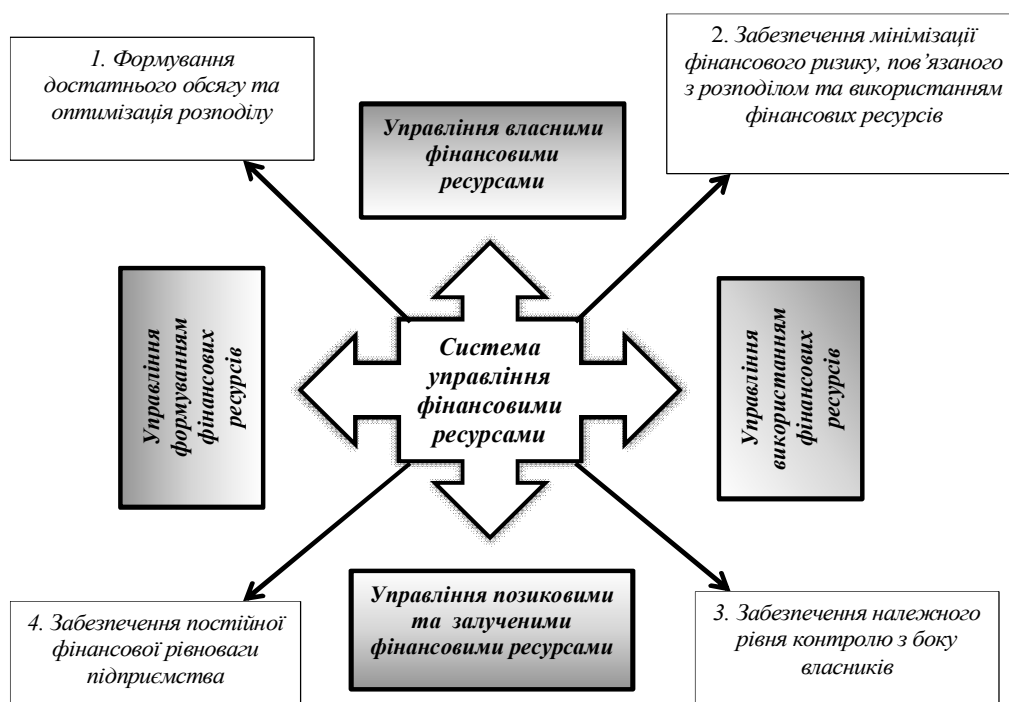 1. Формування
достатнього обсягу та
оптимізація розподілу
2. Забезпечення мінімізації
фінансового ризику, пов’язаного
з розподілом та використанням
фінансових ресурсів
Управління власними
фінансовими
ресурсами
Управління
формуванням
фінансових
ресурсів
Система
управління
фінансовими
ресурсами
Управління
використанням
фінансових
ресурсів
4. Забезпечення постійної
фінансової рівноваги
підприємства
Управління позиковими
та залученими
фінансовими ресурсами
3. Забезпечення належного
рівня контролю з боку
власників